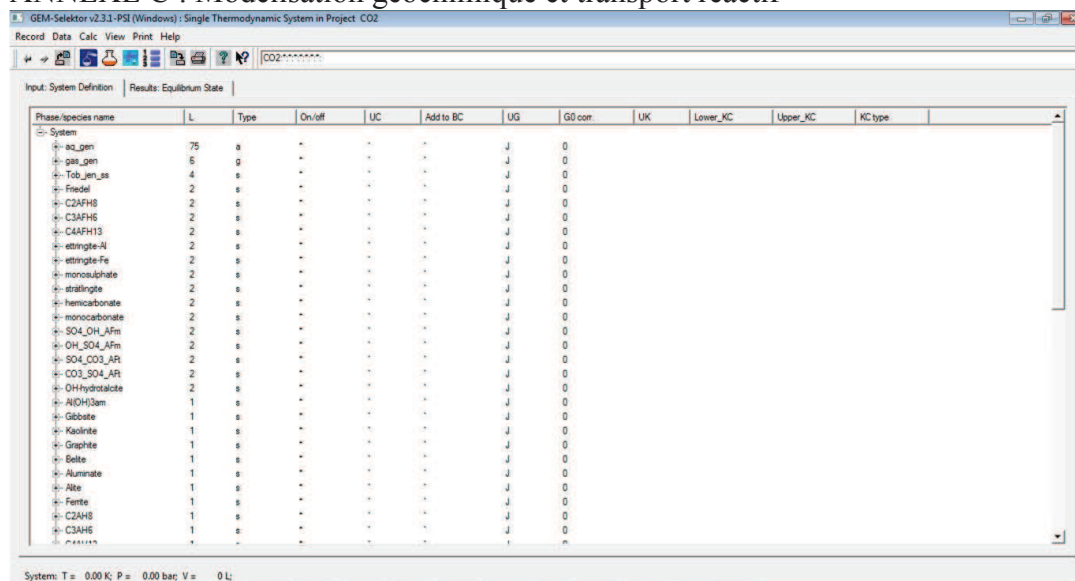 ANNEXE C : Modélisation géochimique et transport réactif
GEM-Selektor v2.3.1-PSI (Windows) : Single Thermodynamic System in Project CO2
Record Data Calc View Print Help
CO2:*:*:*:*:*:*:*:
Input: System Definition Results: Equilibrium State
Phase/species name L Type On/off UC Add to BC UG G0 corr. UK Lower_KC Upper_KC KC type
System
aq_gen 75 a + * * J 0
gas_gen 6 g + * * J 0
Tob_jen_ss 4 s + * * J 0
Friedel 2 s + * * J 0
C2AFH8 2 s + * * J 0
C3AFH6 2 s + * * J 0
C4AFH13 2 s + * * J 0
ettringite-Al 2 s + * * J 0
ettringite-Fe 2 s + * * J 0
monosulphate 2 s + * * J 0
strätlingite 2 s + * * J 0
hemicarbonate 2 s + * * J 0
monocarbonate 2 s + * * J 0
SO4_OH_AFm 2 s + * * J 0
OH_SO4_AFm 2 s + * * J 0
SO4_CO3_AFt 2 s + * * J 0
CO3_SO4_AFt 2 s + * * J 0
OH-hydrotalcite 2 s + * * J 0
Al(OH)3am 1 s + * * J 0
Gibbsite 1 s + * * J 0
Kaolinite 1 s + * * J 0
Graphite 1 s + * * J 0
Belite 1 s + * * J 0
Aluminate 1 s + * * J 0
Alite 1 s + * * J 0
Ferrite 1 s + * * J 0
C2AH8 1 s + * * J 0
C3AH6 1 s + * * J 0
System: T = 0.00 K; P = 0.00 bar; V = 0 L;